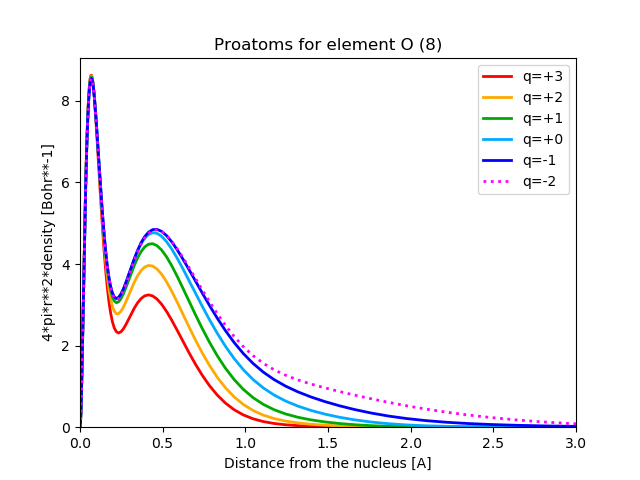 Proatoms for element O (8)
4*pi*r**2*density [Bohr**-1]
8
6
4
2
0
0.0 0.5 1.0 1.5 2.0 2.5 3.0
Distance from the nucleus [A]
q=+3
q=+2
q=+1
q=+0
q=-1
q=-2